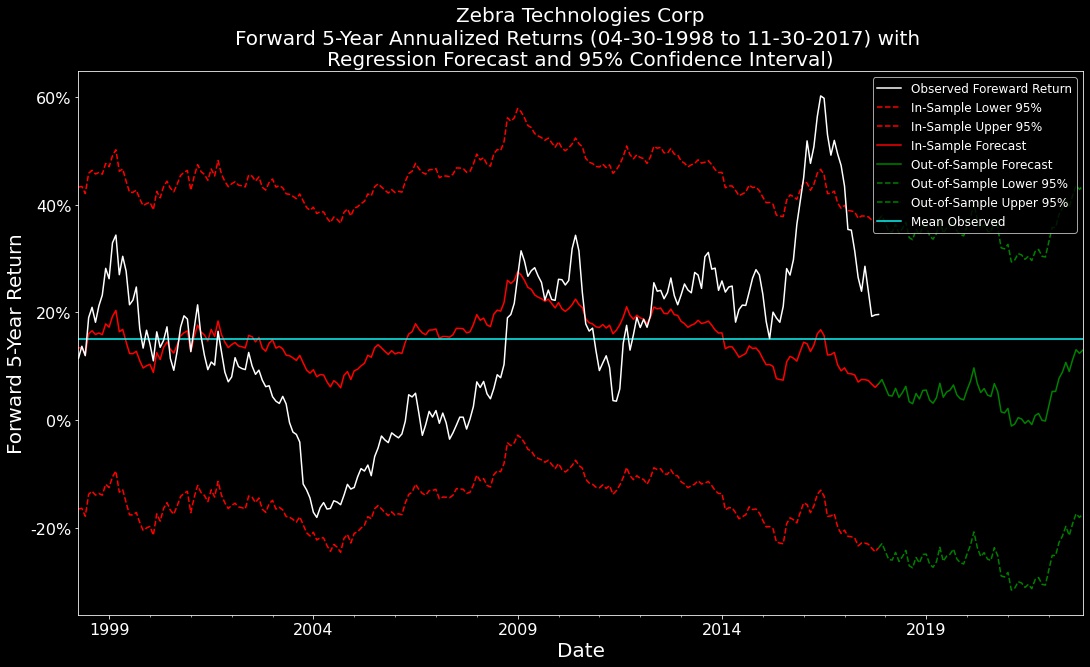 Zebra Technologies Corp
Forward 5-Year Annualized Returns (04-30-1998 to 11-30-2017) with
Regression Forecast and 95% Confidence Interval)
Observed Foreward Return
In-Sample Lower 95%
In-Sample Upper 95%
In-Sample Forecast
Out-of-Sample Forecast
Out-of-Sample Lower 95%
Out-of-Sample Upper 95%
Mean Observed
Forward 5-Year Return
60%
40%
20%
0%
-20%
1999
2004
2009
2014
2019
Date